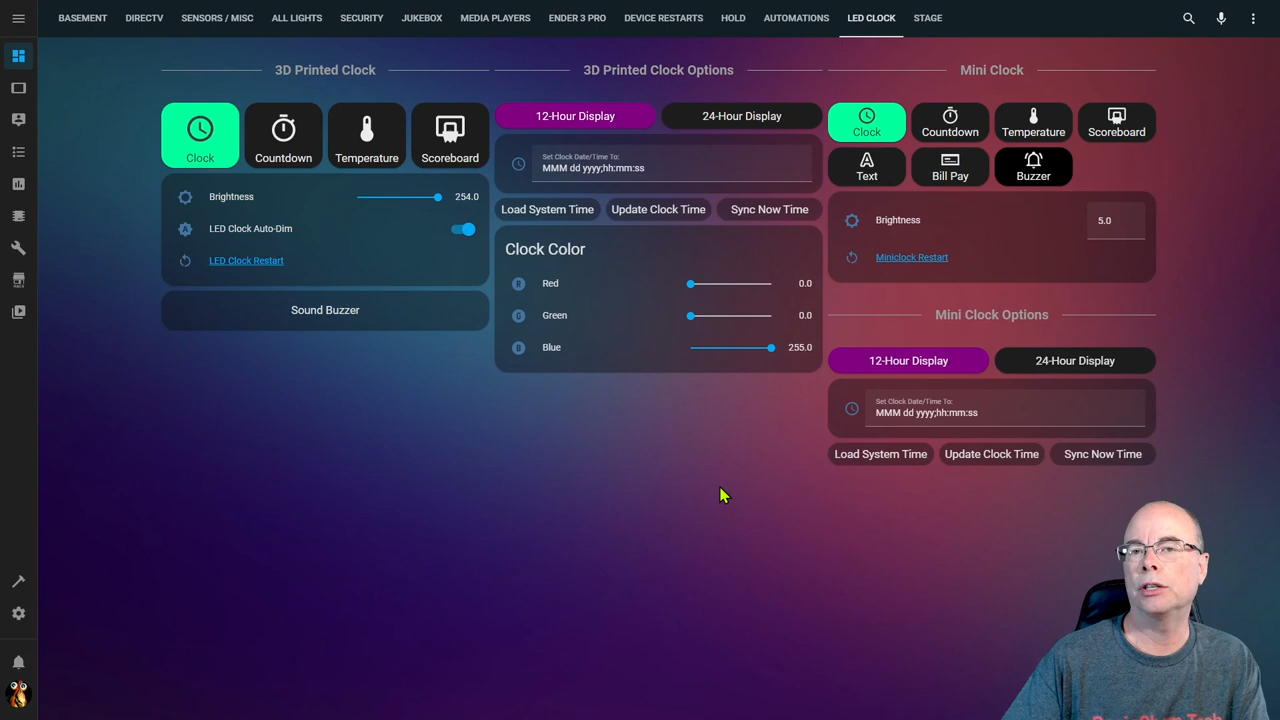 BASEMENT DIRECTV SENSORS / MISC ALL LIGHTS SECURITY JUKEBOX MEDIA PLAYERS ENDER 3 PRO DEVICE RESTARTS HOLD AUTOMATIONS LED CLOCK STAGE
3D Printed Clock
Clock Countdown Temperature Scoreboard
Brightness 254.0
LED Clock Auto-Dim
LED Clock Restart
Sound Buzzer
3D Printed Clock Options
12-Hour Display 24-Hour Display
Set Clock Date/Time To:
MMM dd yyyy;hh:mm:ss
Load System Time Update Clock Time Sync Now Time
Clock Color
Red 0.0
Green 0.0
Blue 255.0
Mini Clock
Clock Countdown Temperature Scoreboard
Text Bill Pay Buzzer
Brightness 5.0
Miniclock Restart
Mini Clock Options
12-Hour Display 24-Hour Display
Set Clock Date/Time To:
MMM dd yyyy;hh:mm:ss
Load System Time Update Clock Time Sync Now Time